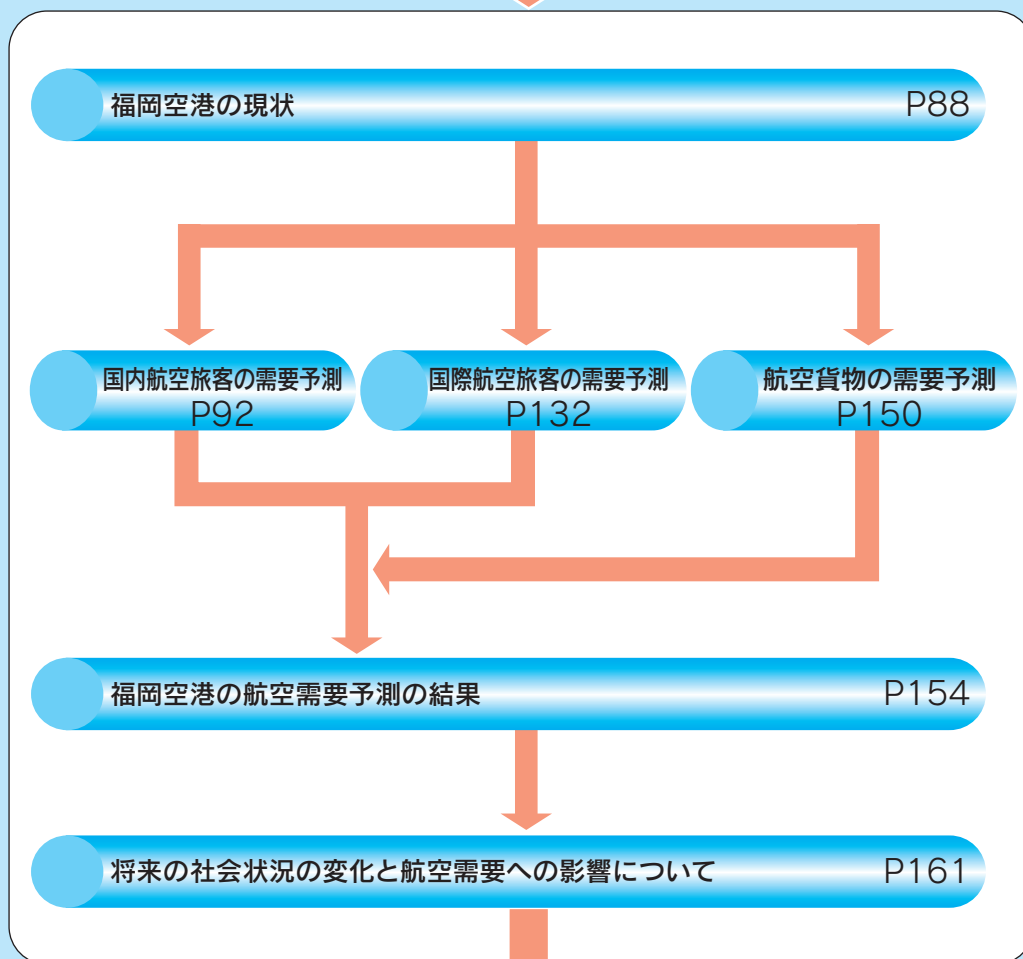 福岡空港の現状 P88
国内航空旅客の需要予測
P92
国際航空旅客の需要予測
P132
航空貨物の需要予測
P150
福岡空港の航空需要予測の結果 P154
将来の社会状況の変化と航空需要への影響について P161